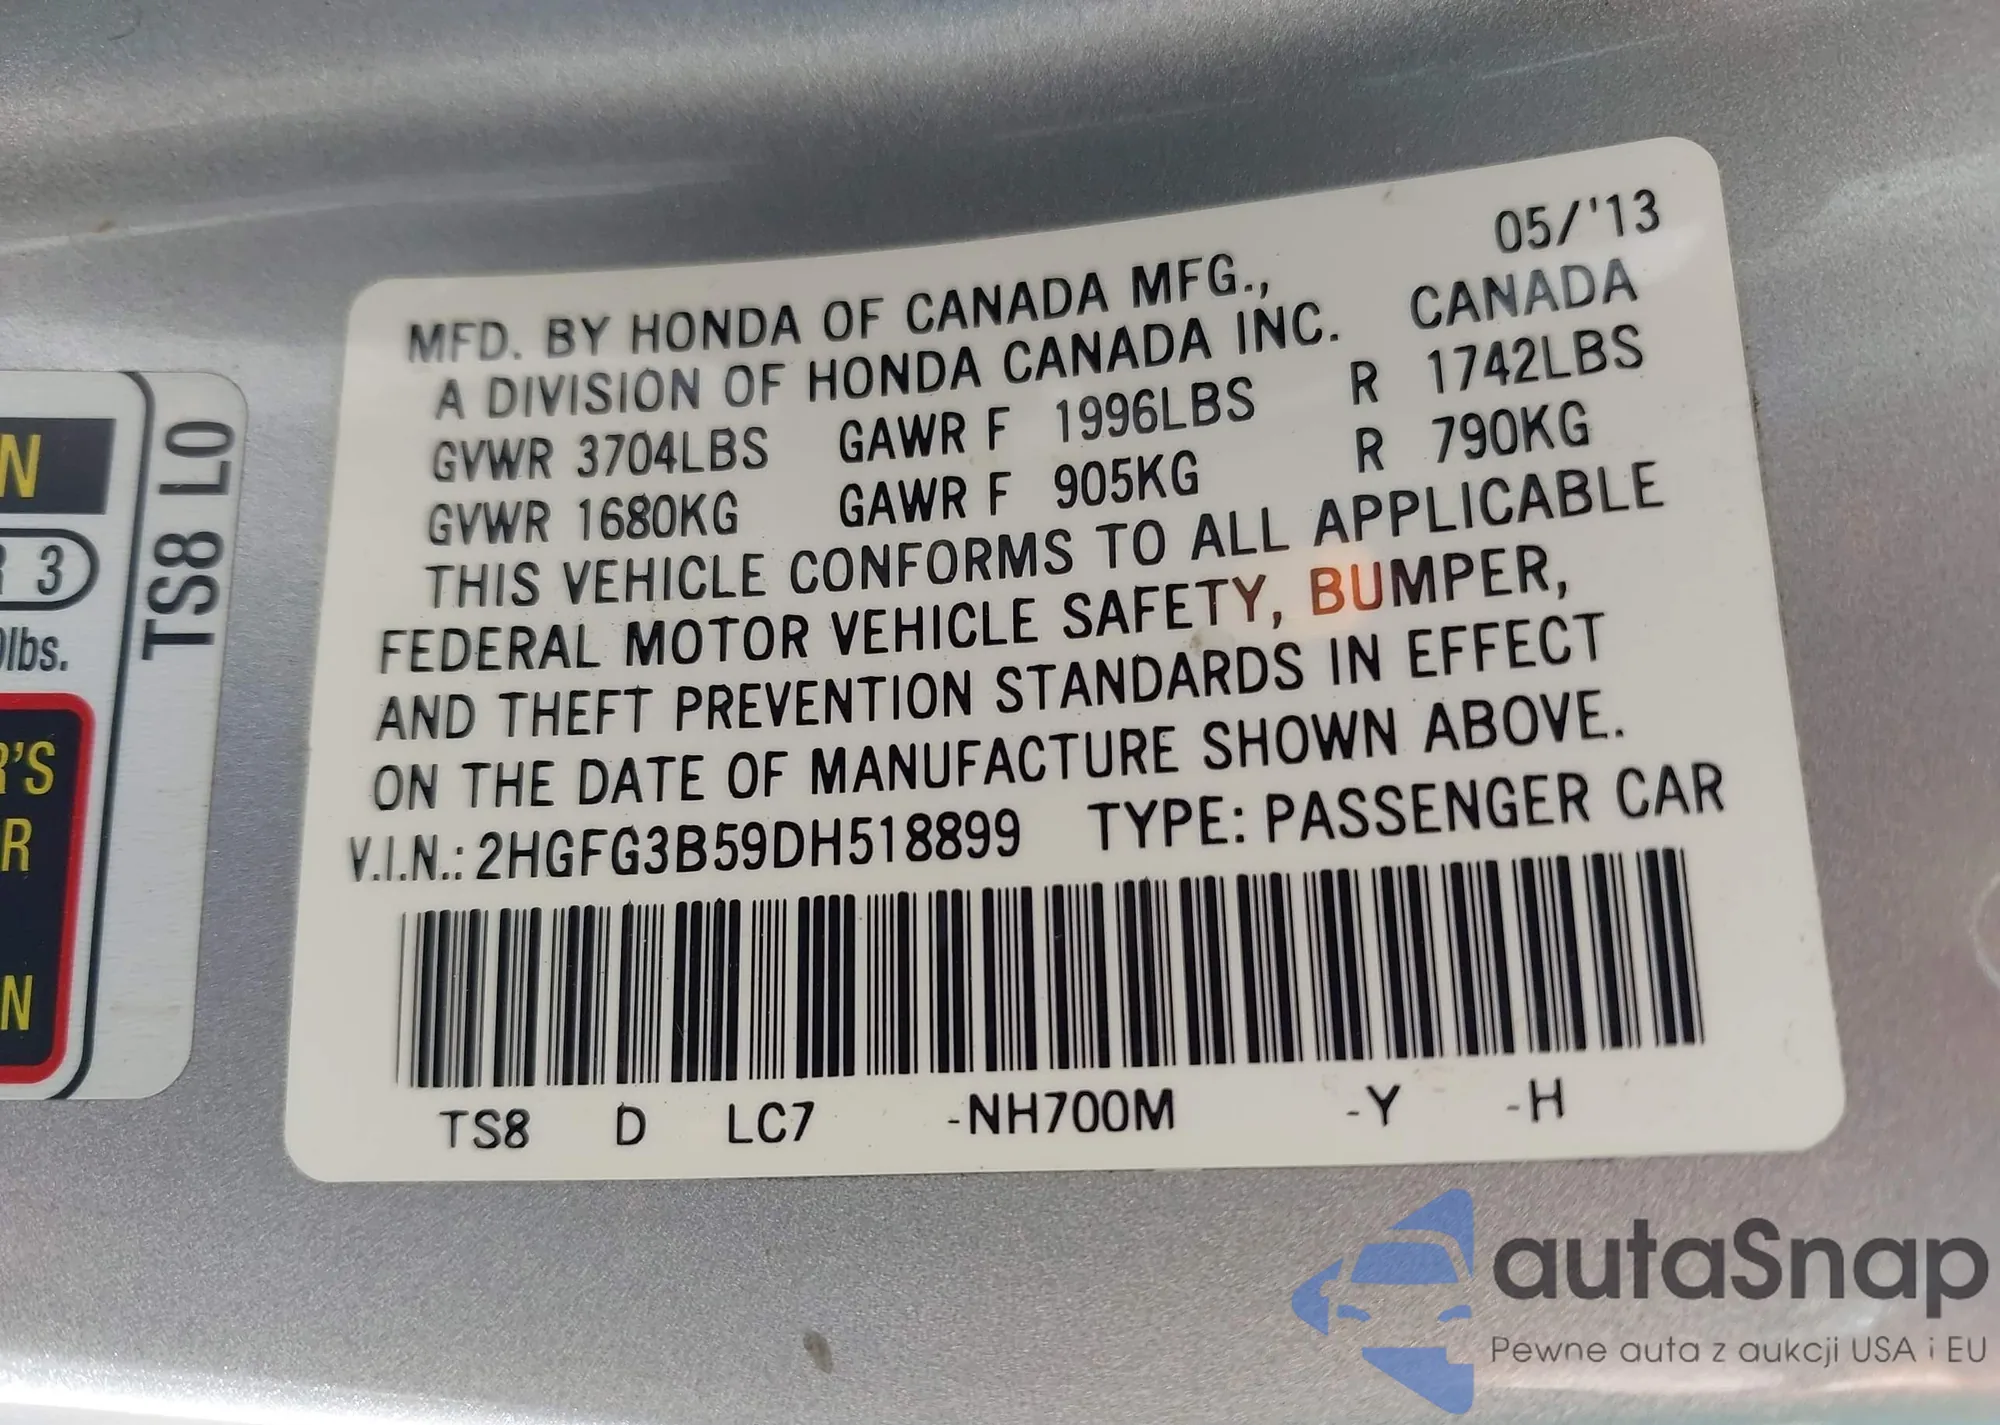 05/'13
MFD. BY HONDA OF CANADA MFG.,
A DIVISION OF HONDA CANADA INC. CANADA
GVWR 3704LBS GAWR F 1996LBS R 1742LBS
GVWR 1680KG GAWR F 905KG R 790KG
THIS VEHICLE CONFORMS TO ALL APPLICABLE
FEDERAL MOTOR VEHICLE SAFETY, BUMPER,
AND THEFT PREVENTION STANDARDS IN EFFECT
ON THE DATE OF MANUFACTURE SHOWN ABOVE.
V.I.N.: 2HGFG3B59DH518899 TYPE: PASSENGER CAR
TS8 D LC7 -NH700M -Y -H
TS8 L0
N
R 3
lbs.
R'S
R
N
autaSnap
Pewne auta z aukcji USA i EU